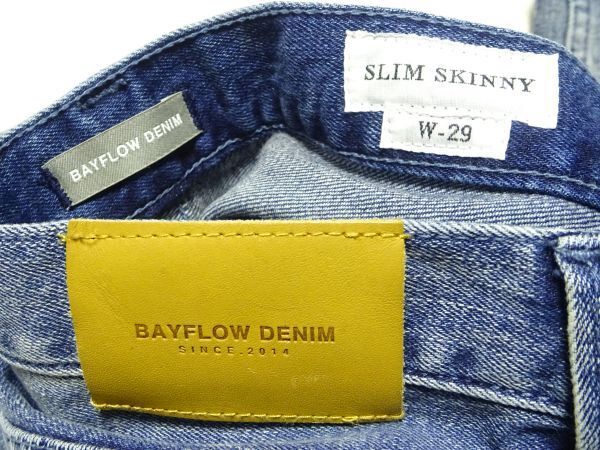 SLIM SKINNY
W-29
BAYFLOW DENIM
BAYFLOW DENIM
SINCE.2014